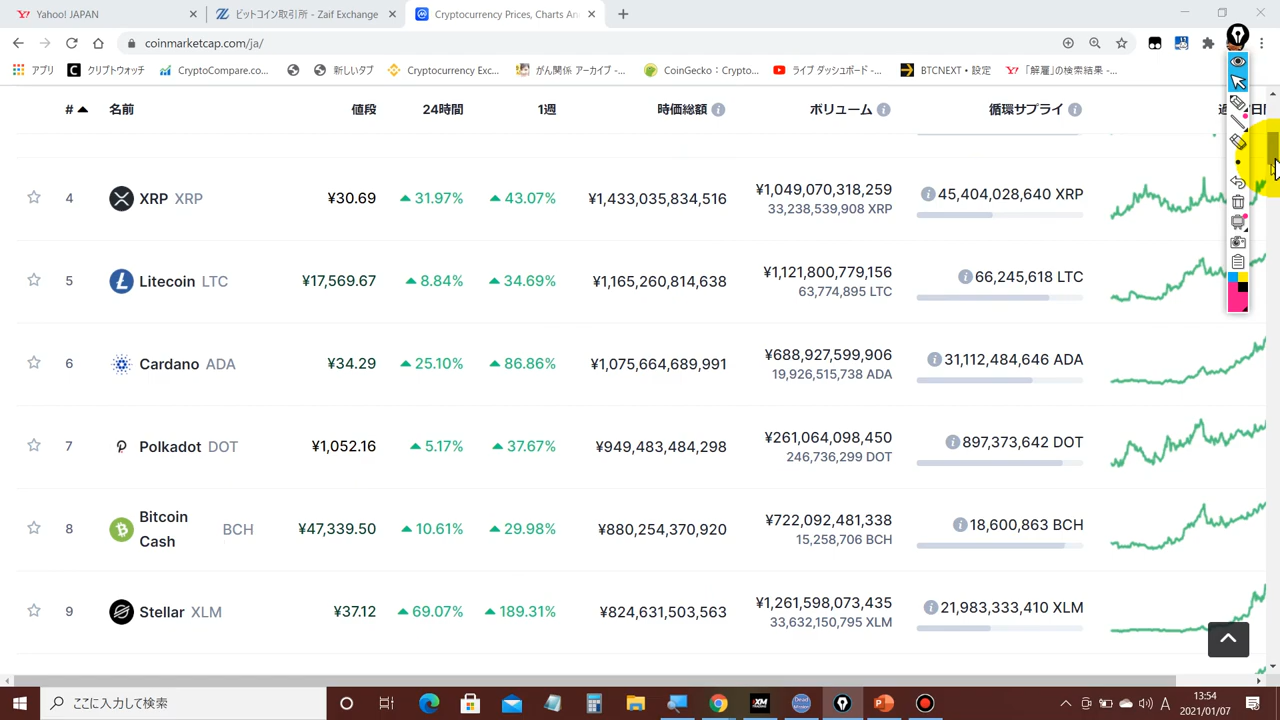 Yahoo! JAPAN
ビットコイン取引所 - Zaif Exchange
Cryptocurrency Prices, Charts An
coinmarketcap.com/ja/
アプリ
クリプトウォッチ
CryptoCompare.co...
新しいタブ
Cryptocurrency Exc...
がん関係 アーカイブ -...
CoinGecko : Crypto...
ライブ ダッシュボード -...
BTCNEXT・設定
「解雇」の検索結果 -...
# 名前 値段 24時間 1週 時価総額 ボリューム 循環サプライ
4 XRP XRP ¥30.69 31.97% 43.07% ¥1,433,035,834,516 ¥1,049,070,318,259 45,404,028,640 XRP
33,238,539,908 XRP
5 Litecoin LTC ¥17,569.67 8.84% 34.69% ¥1,165,260,814,638 ¥1,121,800,779,156 66,245,618 LTC
63,774,895 LTC
6 Cardano ADA ¥34.29 25.10% 86.86% ¥1,075,664,689,991 ¥688,927,599,906 31,112,484,646 ADA
19,926,515,738 ADA
7 Polkadot DOT ¥1,052.16 5.17% 37.67% ¥949,483,484,298 ¥261,064,098,450 897,373,642 DOT
246,736,299 DOT
8 Bitcoin Cash BCH ¥47,339.50 10.61% 29.98% ¥880,254,370,920 ¥722,092,481,338 18,600,863 BCH
15,258,706 BCH
9 Stellar XLM ¥37.12 69.07% 189.31% ¥824,631,503,563 ¥1,261,598,073,435 21,983,333,410 XLM
33,632,150,795 XLM
ここに入力して検索
XM
A
13:54
2021/01/07